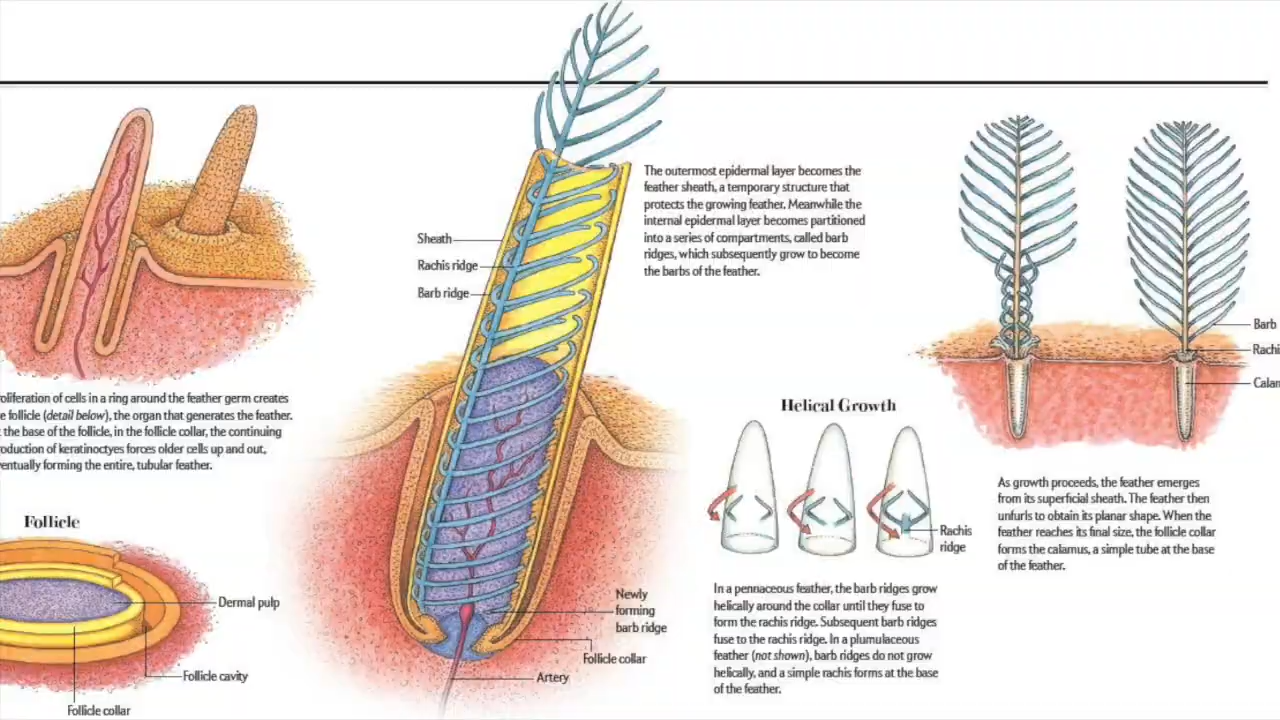 roliferation of cells in a ring around the feather germ creates
e follicle (detail below), the organ that generates the feather.
the base of the follicle, in the follicle collar, the continuing
roduction of keratinoctyes forces older cells up and out,
entually forming the entire, tubular feather.
Follicle
Dermal pulp
Follicle cavity
Follicle collar
Sheath
Rachis ridge
Barb ridge
The outermost epidermal layer becomes the
feather sheath, a temporary structure that
protects the growing feather. Meanwhile the
internal epidermal layer becomes partitioned
into a series of compartments, called barb
ridges, which subsequently grow to become
the barbs of the feather.
Newly
forming
barb ridge
Follicle collar
Artery
Helical Growth
Rachis
ridge
In a pennaceous feather, the barb ridges grow
helically around the collar until they fuse to
form the rachis ridge. Subsequent barb ridges
fuse to the rachis ridge. In a plumulaceous
feather (not shown), barb ridges do not grow
helically, and a simple rachis forms at the base
of the feather.
Barb
Rachi
Calan
As growth proceeds, the feather emerges
from its superficial sheath. The feather then
unfurls to obtain its planar shape. When the
feather reaches its final size, the follicle collar
forms the calamus, a simple tube at the base
of the feather.